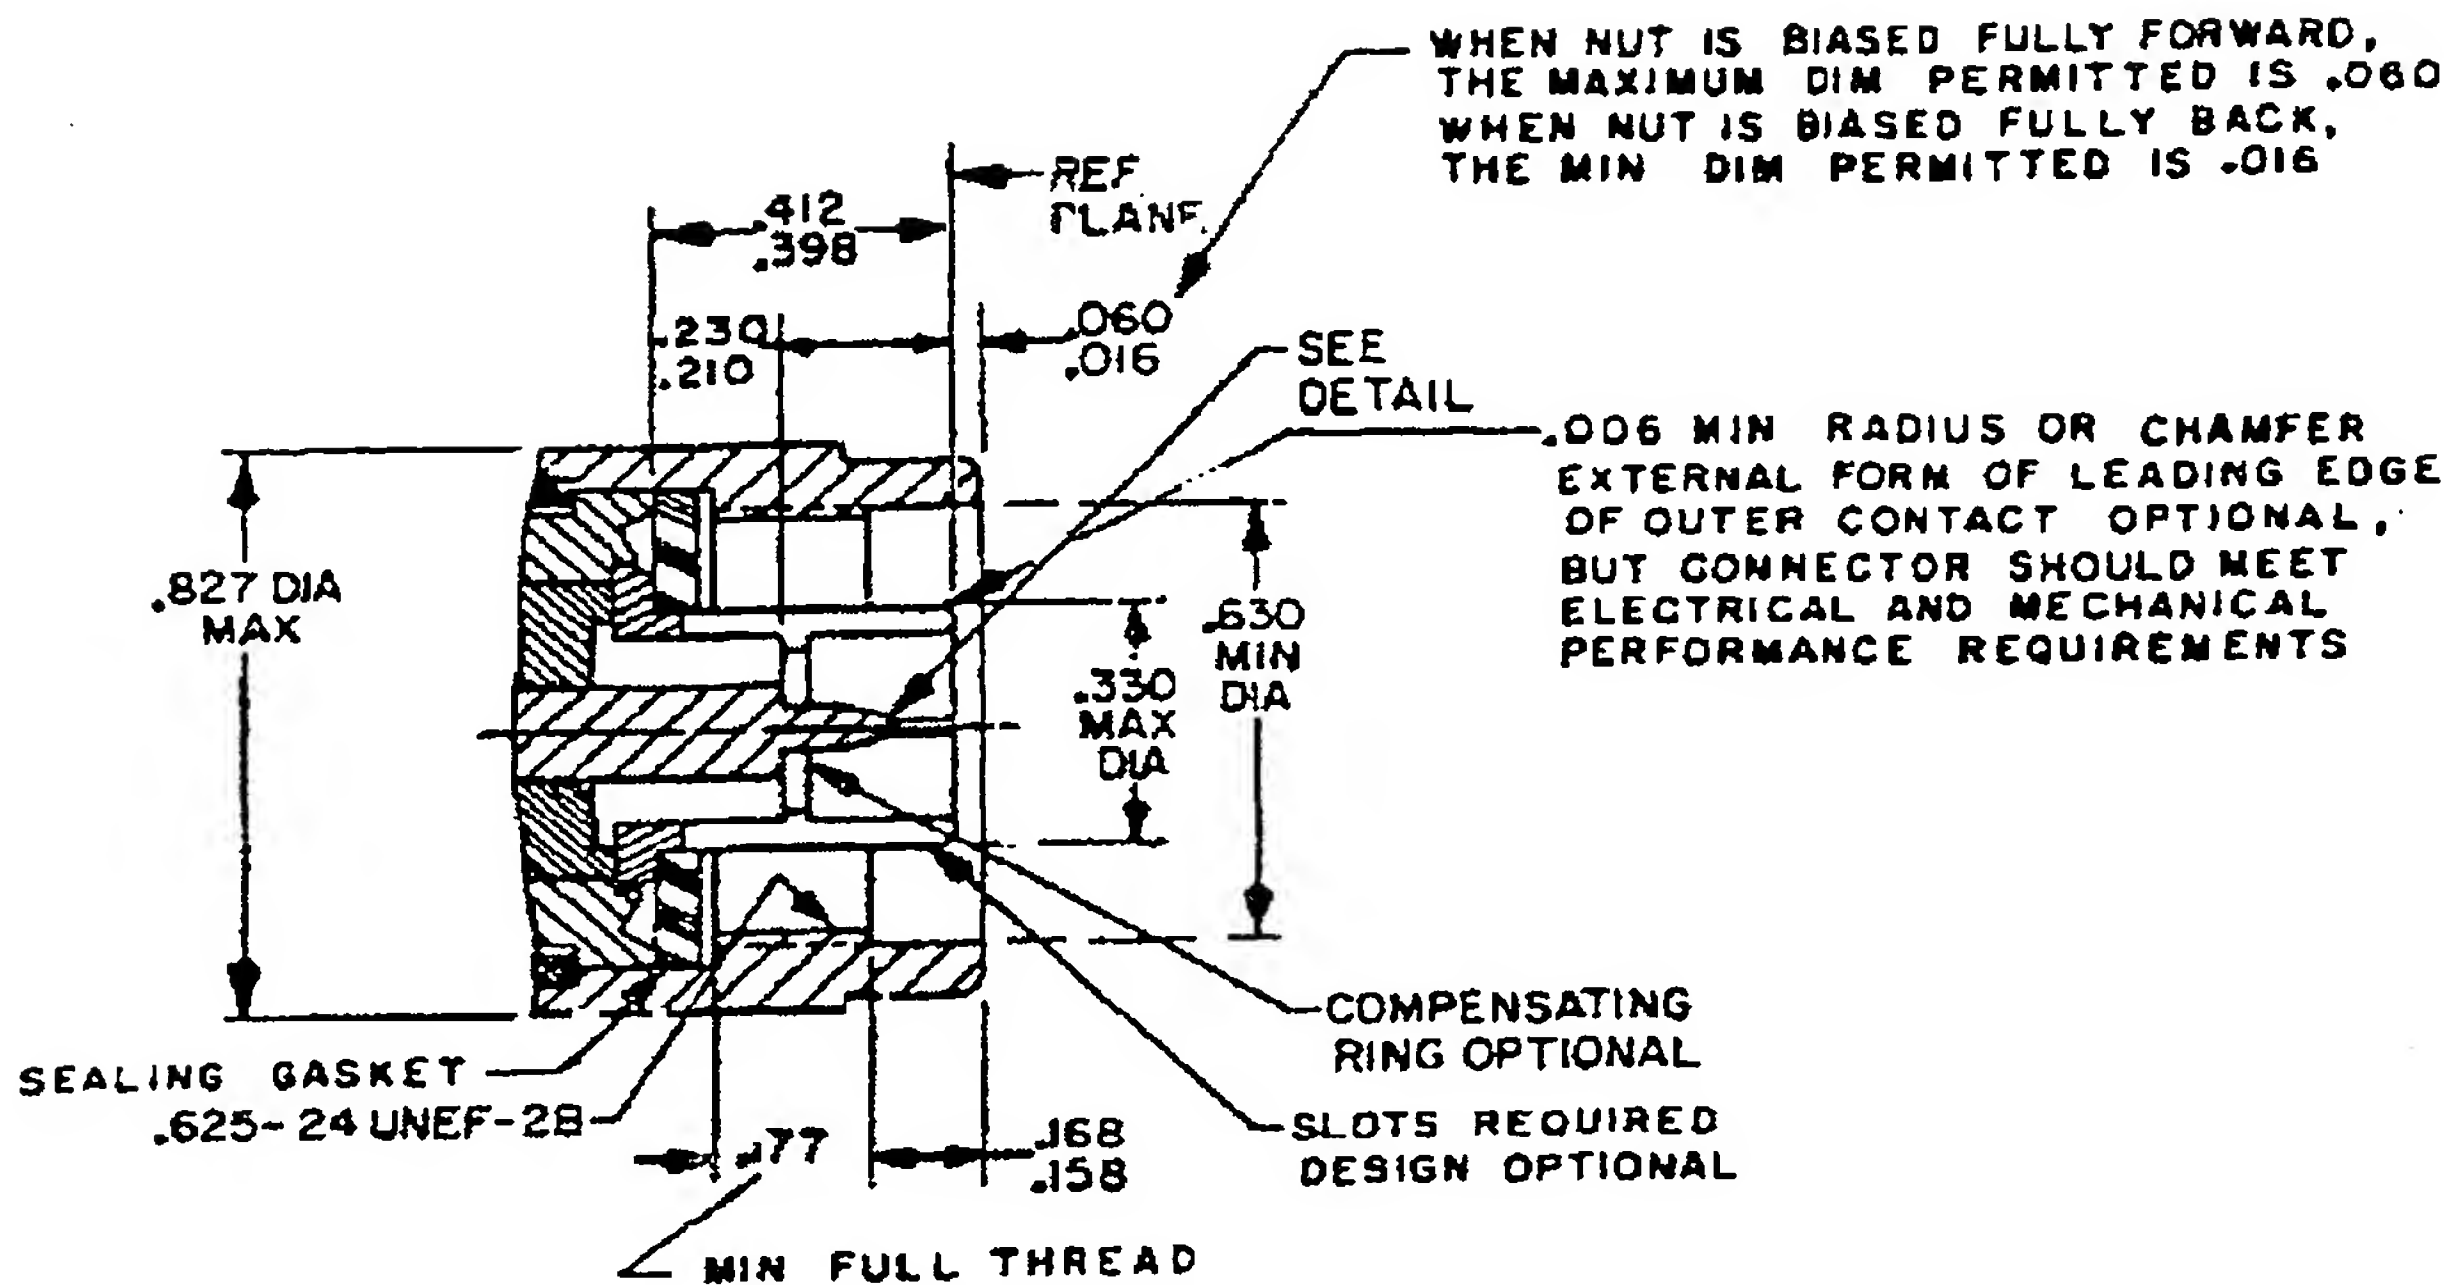 WHEN NUT IS BIASED FULLY FORWARD,
THE MAXIMUM DIM PERMITTED IS .060
WHEN NUT IS BIASED FULLY BACK,
THE MIN DIM PERMITTED IS .016
REF
PLANE
.412
.398
.230
.210
.060
.016
SEE
DETAIL
.006 MIN RADIUS OR CHAMFER
EXTERNAL FORM OF LEADING EDGE
OF OUTER CONTACT OPTIONAL,
BUT CONNECTOR SHOULD MEET
ELECTRICAL AND MECHANICAL
PERFORMANCE REQUIREMENTS
.827 DIA
MAX
.630
MIN
DIA
.330
MAX
DIA
COMPENSATING
RING OPTIONAL
SEALING GASKET
.625-24 UNEF-2B
SLOTS REQUIRED
DESIGN OPTIONAL
.177
.168
.158
MIN FULL THREAD